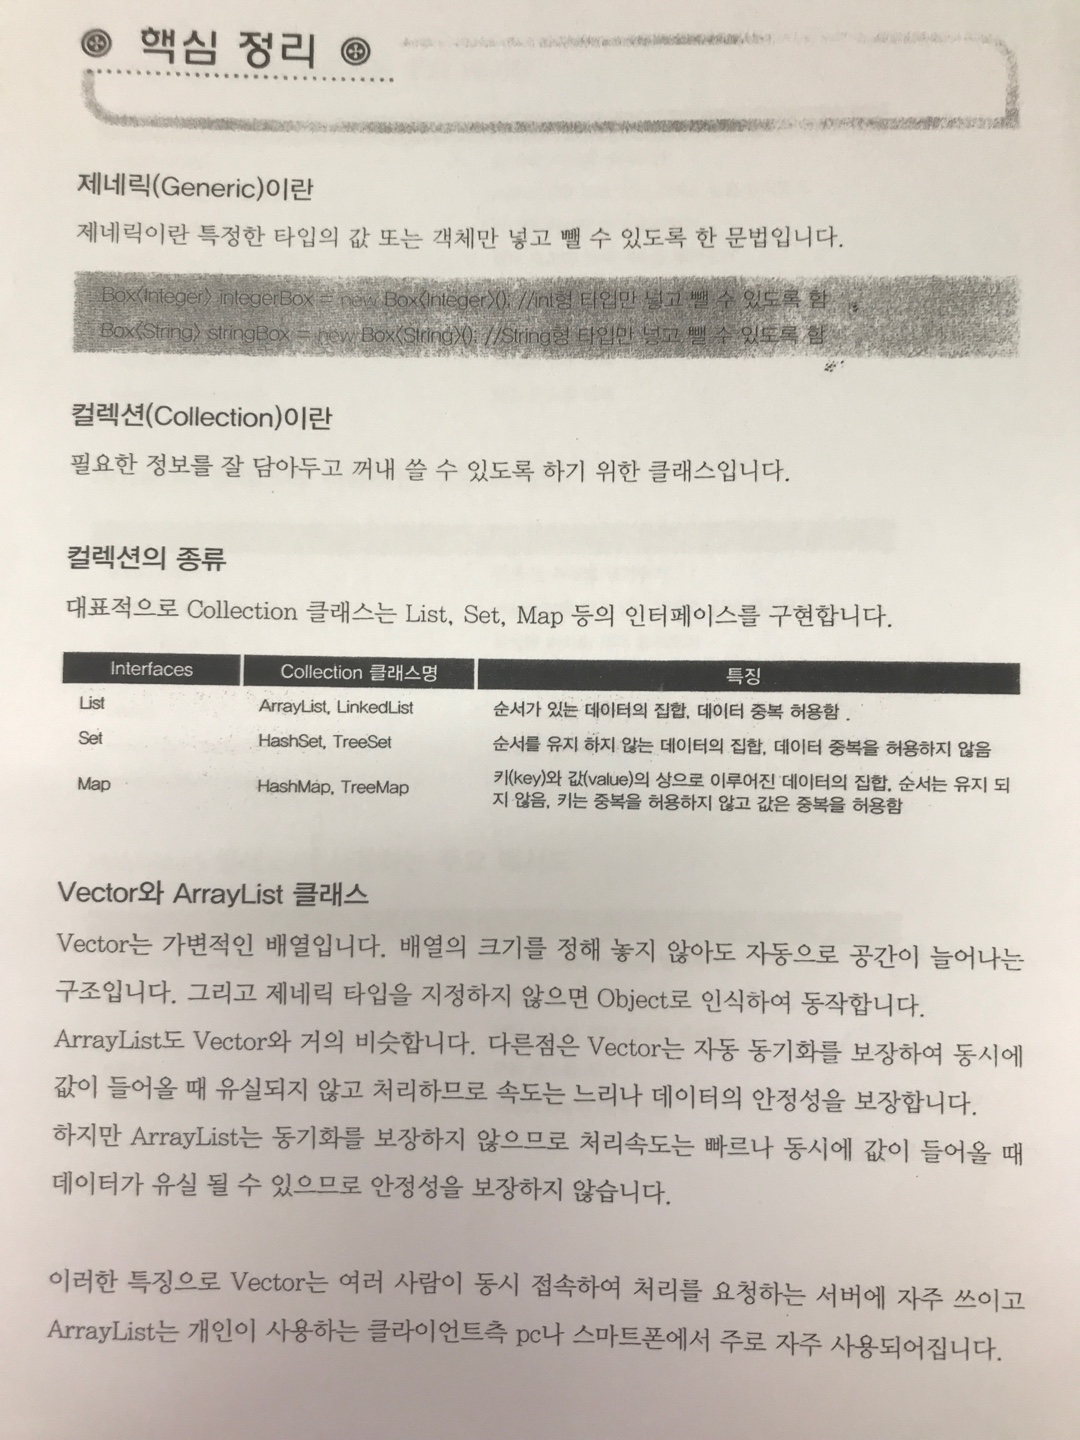 핵심 정리
제네릭(Generic)이란
제네릭이란 특정한 타입의 값 또는 객체만 넣고 뺄 수 있도록 한 문법입니다.
Box<Integer> integerBox = new Box<Integer>(); //int형 타입만 넣고 뺄 수 있도록 함
Box<String> stringBox = new Box<String>(); //String형 타입만 넣고 뺄 수 있도록 함
컬렉션(Collection)이란
필요한 정보를 잘 담아두고 꺼내 쓸 수 있도록 하기 위한 클래스입니다.
컬렉션의 종류
대표적으로 Collection 클래스는 List, Set, Map 등의 인터페이스를 구현합니다.
Interfaces Collection 클래스명 특징
List ArrayList, LinkedList 순서가 있는 데이터의 집합, 데이터 중복 허용함 .
Set HashSet, TreeSet 순서를 유지 하지 않는 데이터의 집합, 데이터 중복을 허용하지 않음
Map HashMap, TreeMap 키(key)와 값(value)의 상으로 이루어진 데이터의 집합, 순서는 유지 되
지 않음, 키는 중복을 허용하지 않고 값은 중복을 허용함
Vector와 ArrayList 클래스
Vector는 가변적인 배열입니다. 배열의 크기를 정해 놓지 않아도 자동으로 공간이 늘어나는
구조입니다. 그리고 제네릭 타입을 지정하지 않으면 Object로 인식하여 동작합니다.
ArrayList도 Vector와 거의 비슷합니다. 다른점은 Vector는 자동 동기화를 보장하여 동시에
값이 들어올 때 유실되지 않고 처리하므로 속도는 느리나 데이터의 안정성을 보장합니다.
하지만 ArrayList는 동기화를 보장하지 않으므로 처리속도는 빠르나 동시에 값이 들어올 때
데이터가 유실 될 수 있으므로 안정성을 보장하지 않습니다.
이러한 특징으로 Vector는 여러 사람이 동시 접속하여 처리를 요청하는 서버에 자주 쓰이고
ArrayList는 개인이 사용하는 클라이언트측 pc나 스마트폰에서 주로 자주 사용되어집니다.